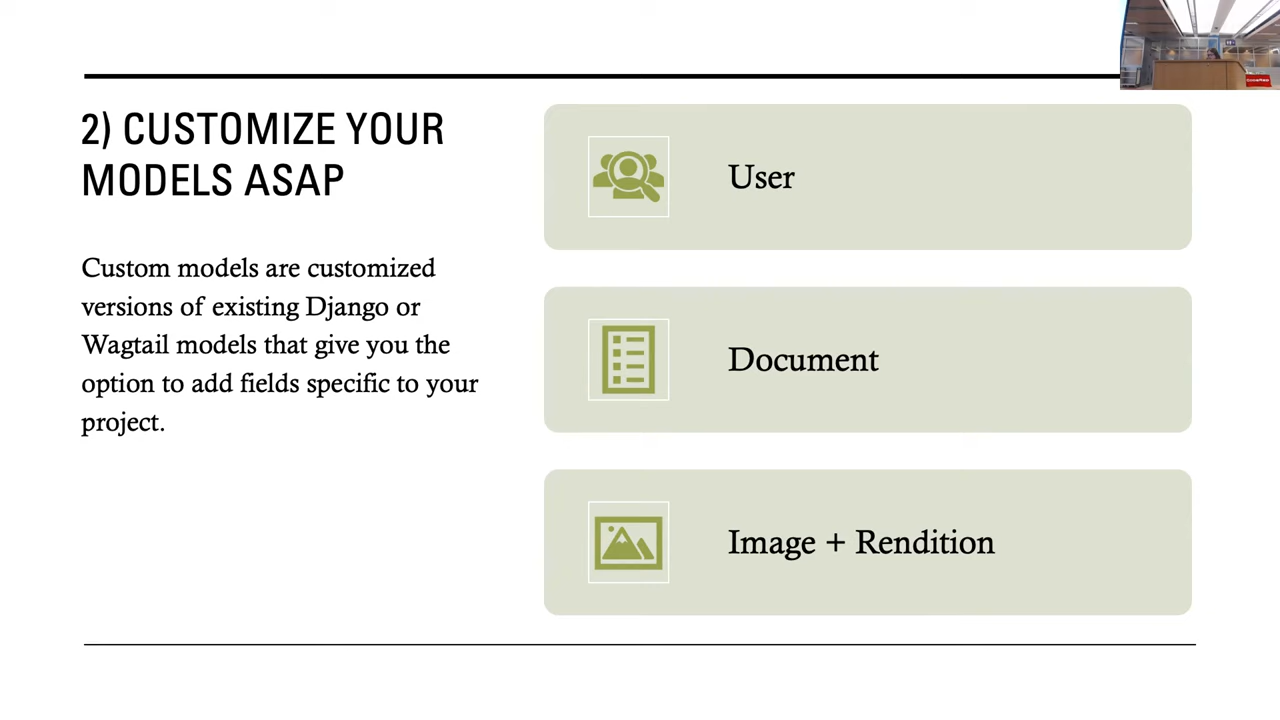 2) CUSTOMIZE YOUR
MODELS ASAP
Custom models are customized
versions of existing Django or
Wagtail models that give you the
option to add fields specific to your
project.
User
Document
Image + Rendition